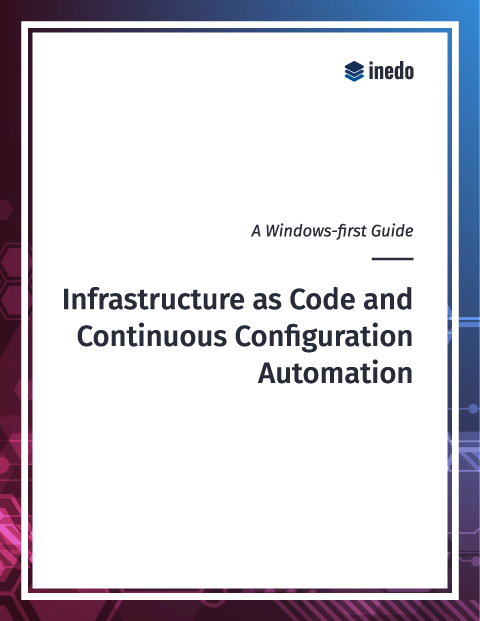 inedo
A Windows-first Guide
Infrastructure as Code and
Continuous Configuration
Automation